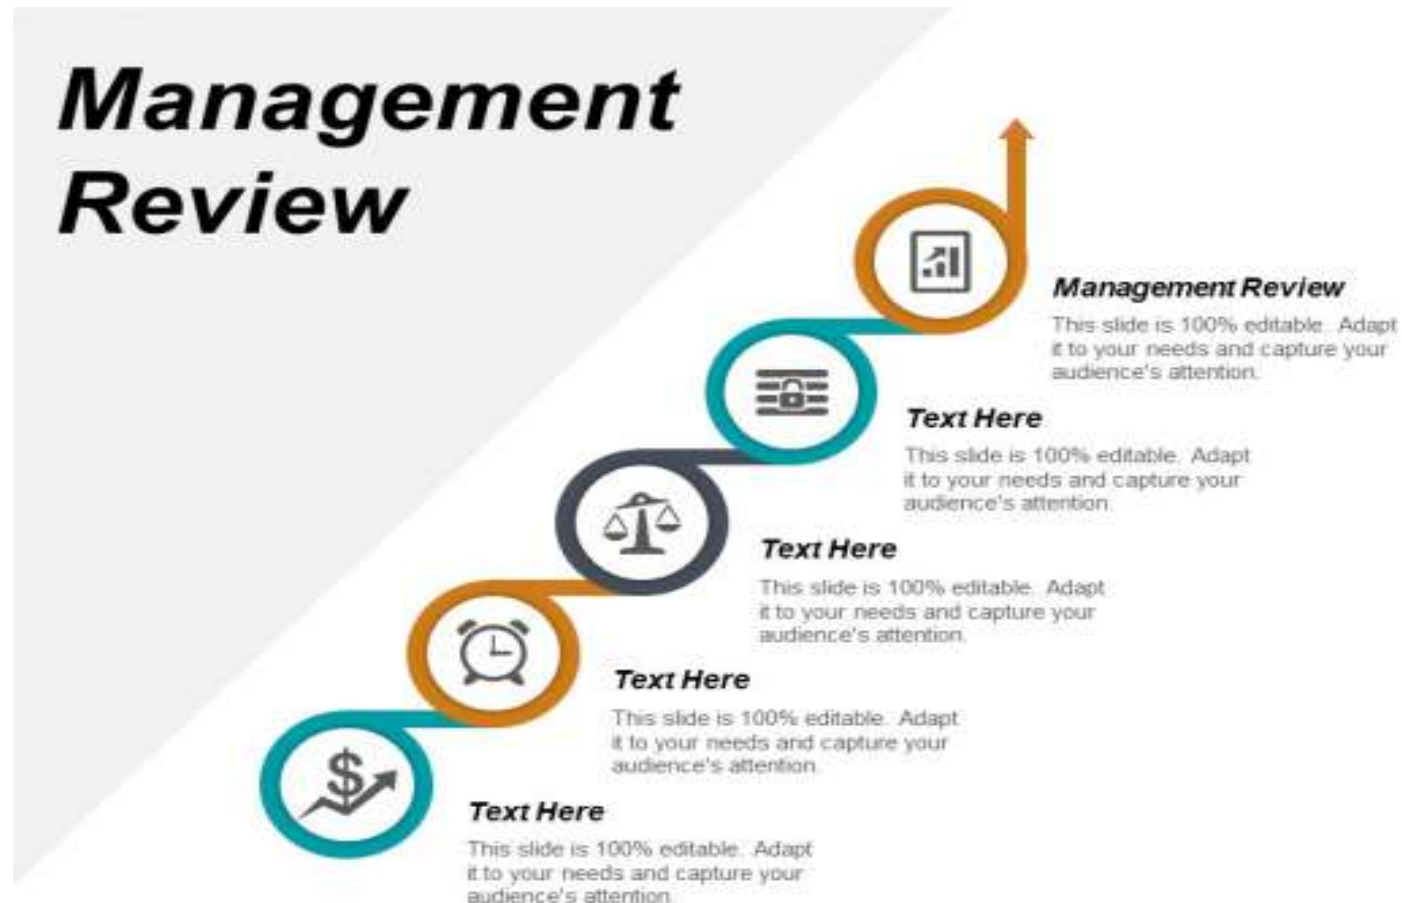 Management
Review
Management Review
This slide is 100% editable. Adapt
it to your needs and capture your
audience's attention.
Text Here
This slide is 100% editable. Adapt
it to your needs and capture your
audience's attention.
Text Here
This slide is 100% editable. Adapt
it to your needs and capture your
audience's attention.
Text Here
This slide is 100% editable. Adapt
it to your needs and capture your
audience's attention.
Text Here
This slide is 100% editable. Adapt
it to your needs and capture your
audience's attention.